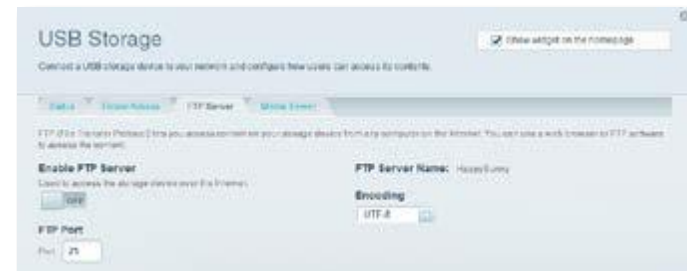 USB Storage
Show widget on the homepage
Connect a USB storage device to your network and configure how users can access its contents.
Status Folder Access FTP Server Media Server
FTP (File Transfer Protocol) lets you access content on your storage device from any computer on the Internet. You can use a web browser or FTP software
to access the content.
Enable FTP Server
Used to access the storage device over the Internet.
OFF
FTP Server Name: HappyBunny
Encoding
UTF-8
FTP Port
Port: 21